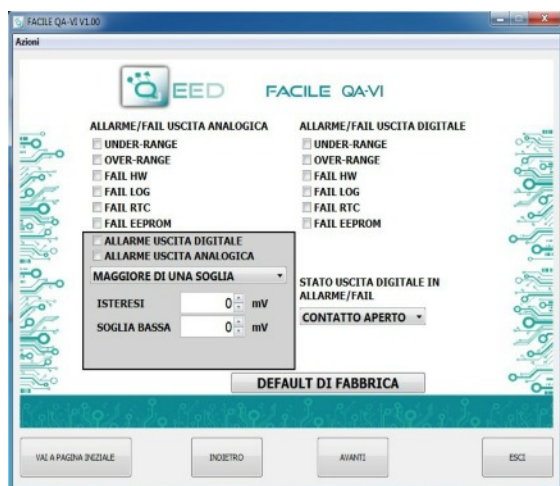 FACILE QA-VI V1.00
Azioni
QEED
FACILE QA-VI
ALLARME/FAIL USCITA ANALOGICA
UNDER-RANGE
OVER-RANGE
FAIL HW
FAIL LOG
FAIL RTC
FAIL EEPROM
ALLARME/FAIL USCITA DIGITALE
UNDER-RANGE
OVER-RANGE
FAIL HW
FAIL LOG
FAIL RTC
FAIL EEPROM
ALLARME USCITA DIGITALE
ALLARME USCITA ANALOGICA
MAGGIORE DI UNA SOGLIA
ISTERESI 0 mV
SOGLIA BASSA 0 mV
STATO USCITA DIGITALE IN
ALLARME/FAIL
CONTATTO APERTO
DEFAULT DI FABBRICA
VAI A PAGINA INIZIALE
INDIETRO
AVANTI
ESCI